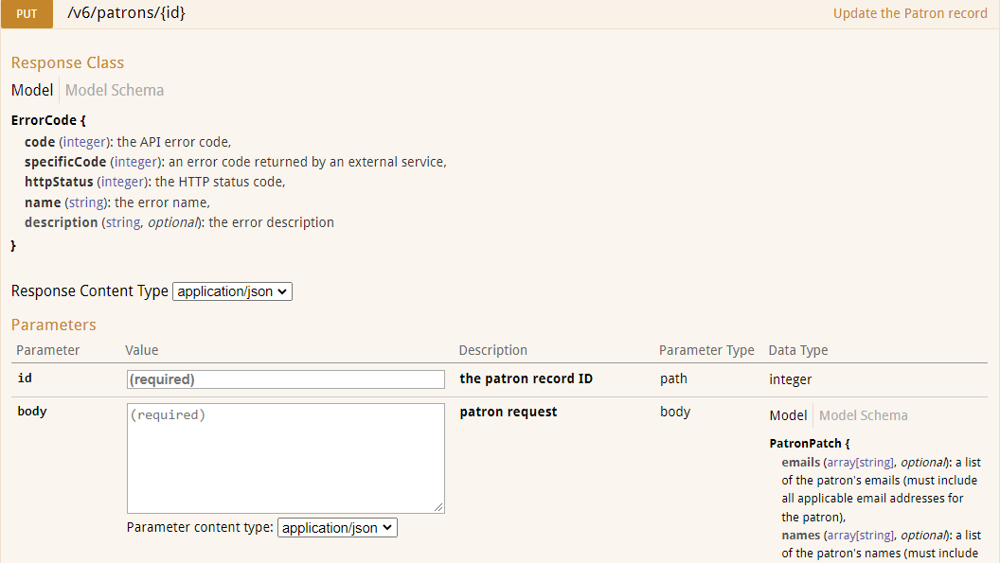 PUT /v6/patrons/{id} Update the Patron record
Response Class
Model Model Schema
ErrorCode {
code (integer): the API error code,
specificCode (integer): an error code returned by an external service,
httpStatus (integer): the HTTP status code,
name (string): the error name,
description (string, optional): the error description
}
Response Content Type application/json
Parameters
Parameter Value Description Parameter Type Data Type
id (required) the patron record ID path integer
body (required) patron request body Model Model Schema
PatronPatch {
emails (array[string], optional): a list
of the patron's emails (must include
all applicable email addresses for
the patron),
Parameter content type: application/json
names (array[string], optional): a list
of the patron's names (must include